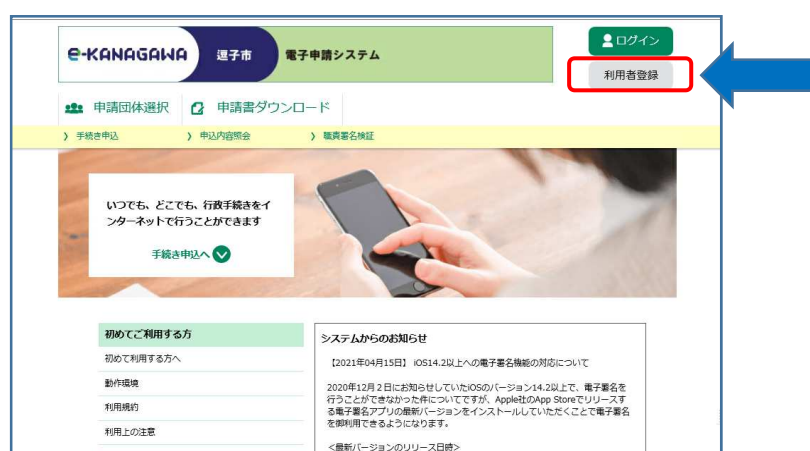 e-KANAGAWA 逗子市 電子申請システム
ログイン
利用者登録
申請団体選択 申請書ダウンロード
手続き申込 申込内容照会 職責署名検証
いつでも、どこでも、行政手続きをイ
ンターネットで行うことができます
手続き申込へ
初めてご利用する方
初めて利用する方へ
動作環境
利用規約
利用上の注意
システムからのお知らせ
【2021年04月15日】 iOS14.2以上への電子署名機能の対応について
2020年12月2日にお知らせしていたiOSのバージョン14.2以上で、電子署名を
行うことができなかった件についてですが、Apple社のApp Storeでリリースす
る電子署名アプリの最新バージョンをインストールしていただくことで電子署名
を御利用できるようになります。
<最新バージョンのリリース日時>